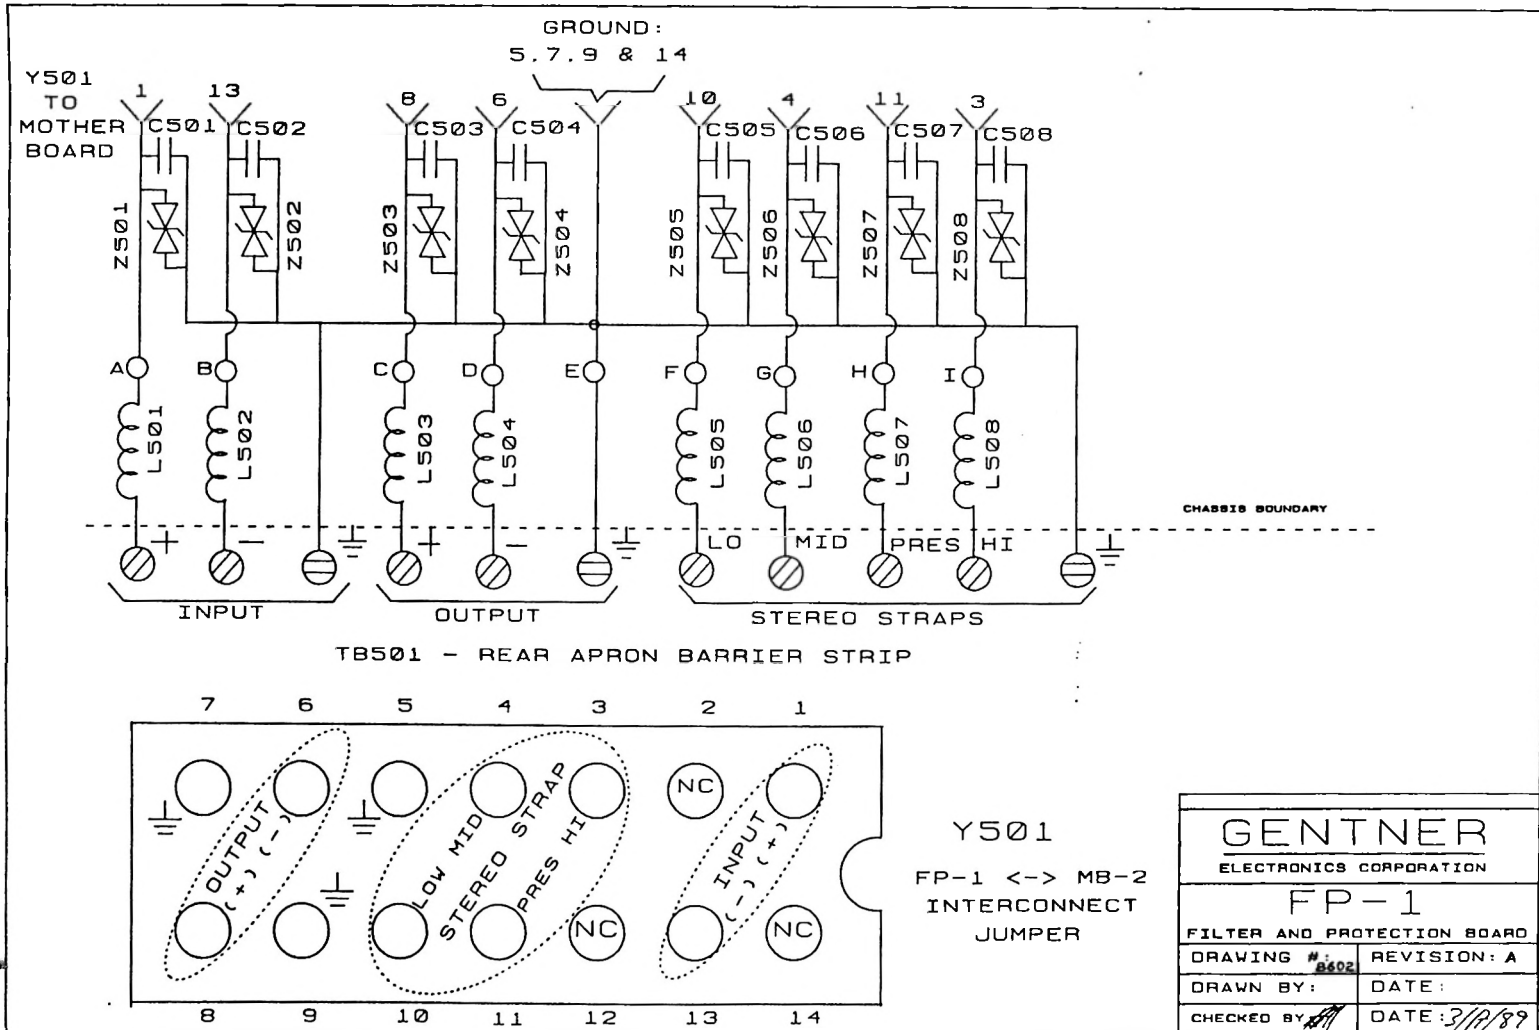 GROUND:
5.7.9 & 14
Y501
TO
MOTHER
BOARD
1 13 8 6 10 4 11 3
C501 C502 C503 C504 C505 C506 C507 C508
Z501 Z502 Z503 Z504 Z505 Z506 Z507 Z508
A B C D E F G H I
L501 L502 L503 L504 L505 L506 L507 L508
CHASSIS BOUNDARY
+ - + - LO MID PRES HI
INPUT OUTPUT STEREO STRAPS
TB501 - REAR APRON BARRIER STRIP
7 6 5 4 3 2 1
NC
OUTPUT
(+) (-)
LOW MID
STEREO STRAP
PRES HI
INPUT
(-) (+)
NC NC
8 9 10 11 12 13 14
Y501
FP-1 <-> MB-2
INTERCONNECT
JUMPER
GENTNER
ELECTRONICS CORPORATION
FP-1
FILTER AND PROTECTION BOARD
DRAWING #: 8602 REVISION: A
DRAWN BY: DATE:
CHECKED BY DATE: